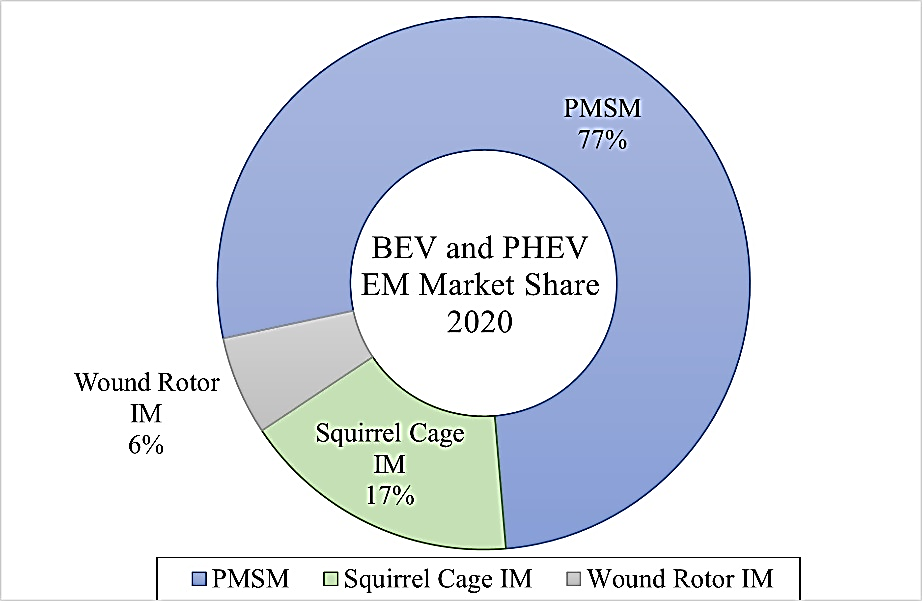 PMSM
77%
BEV and PHEV
EM Market Share
2020
Wound Rotor
IM
6%
Squirrel Cage
IM
17%
PMSM Squirrel Cage IM Wound Rotor IM